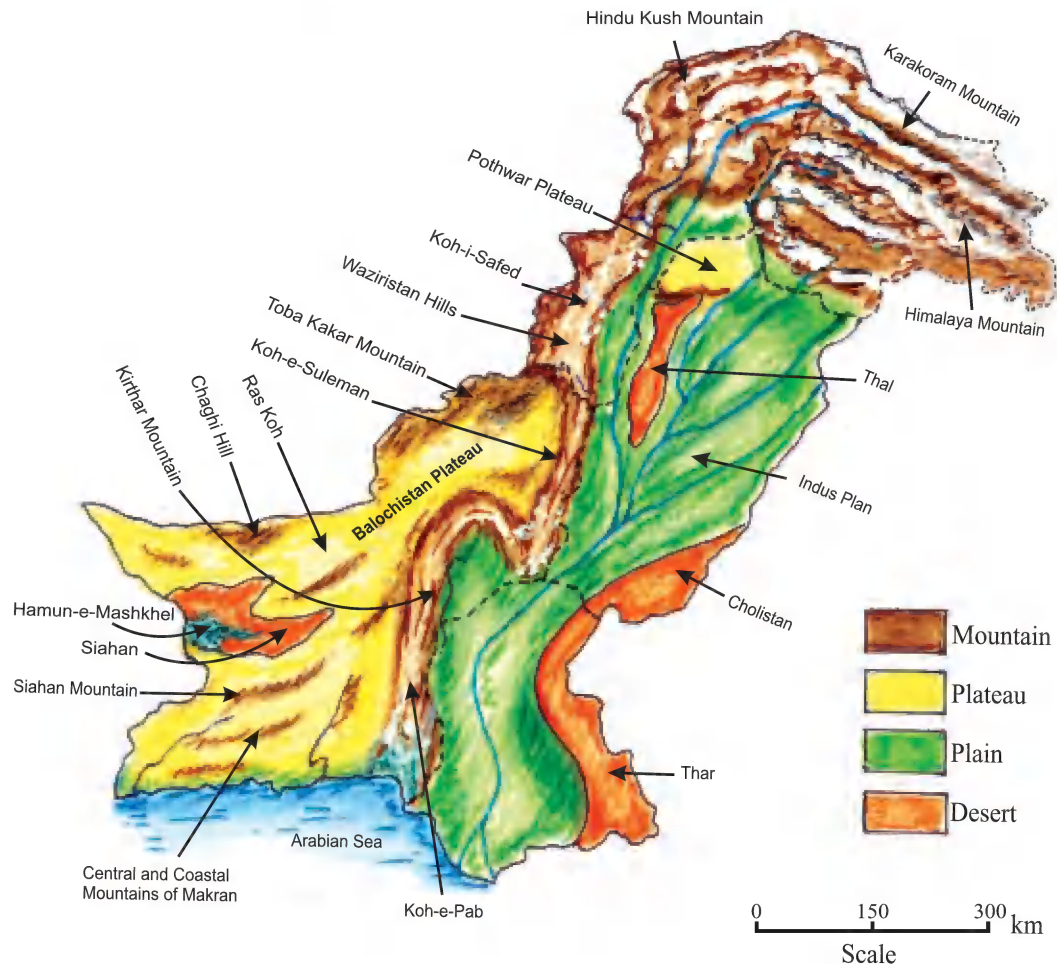 Hindu Kush Mountain
Karakoram Mountain
Pothwar Plateau
Koh-i-Safed
Waziristan Hills
Toba Kakar Mountain
Koh-e-Suleman
Himalaya Mountain
Thal
Kirthar Mountain
Chaghi Hill
Ras Koh
Balochistan Plateau
Indus Plan
Hamun-e-Mashkhel
Siahan
Cholistan
Siahan Mountain
Mountain
Plateau
Plain
Desert
Thar
Arabian Sea
Central and Coastal
Mountains of Makran
Koh-e-Pab
0 150 300 km
Scale